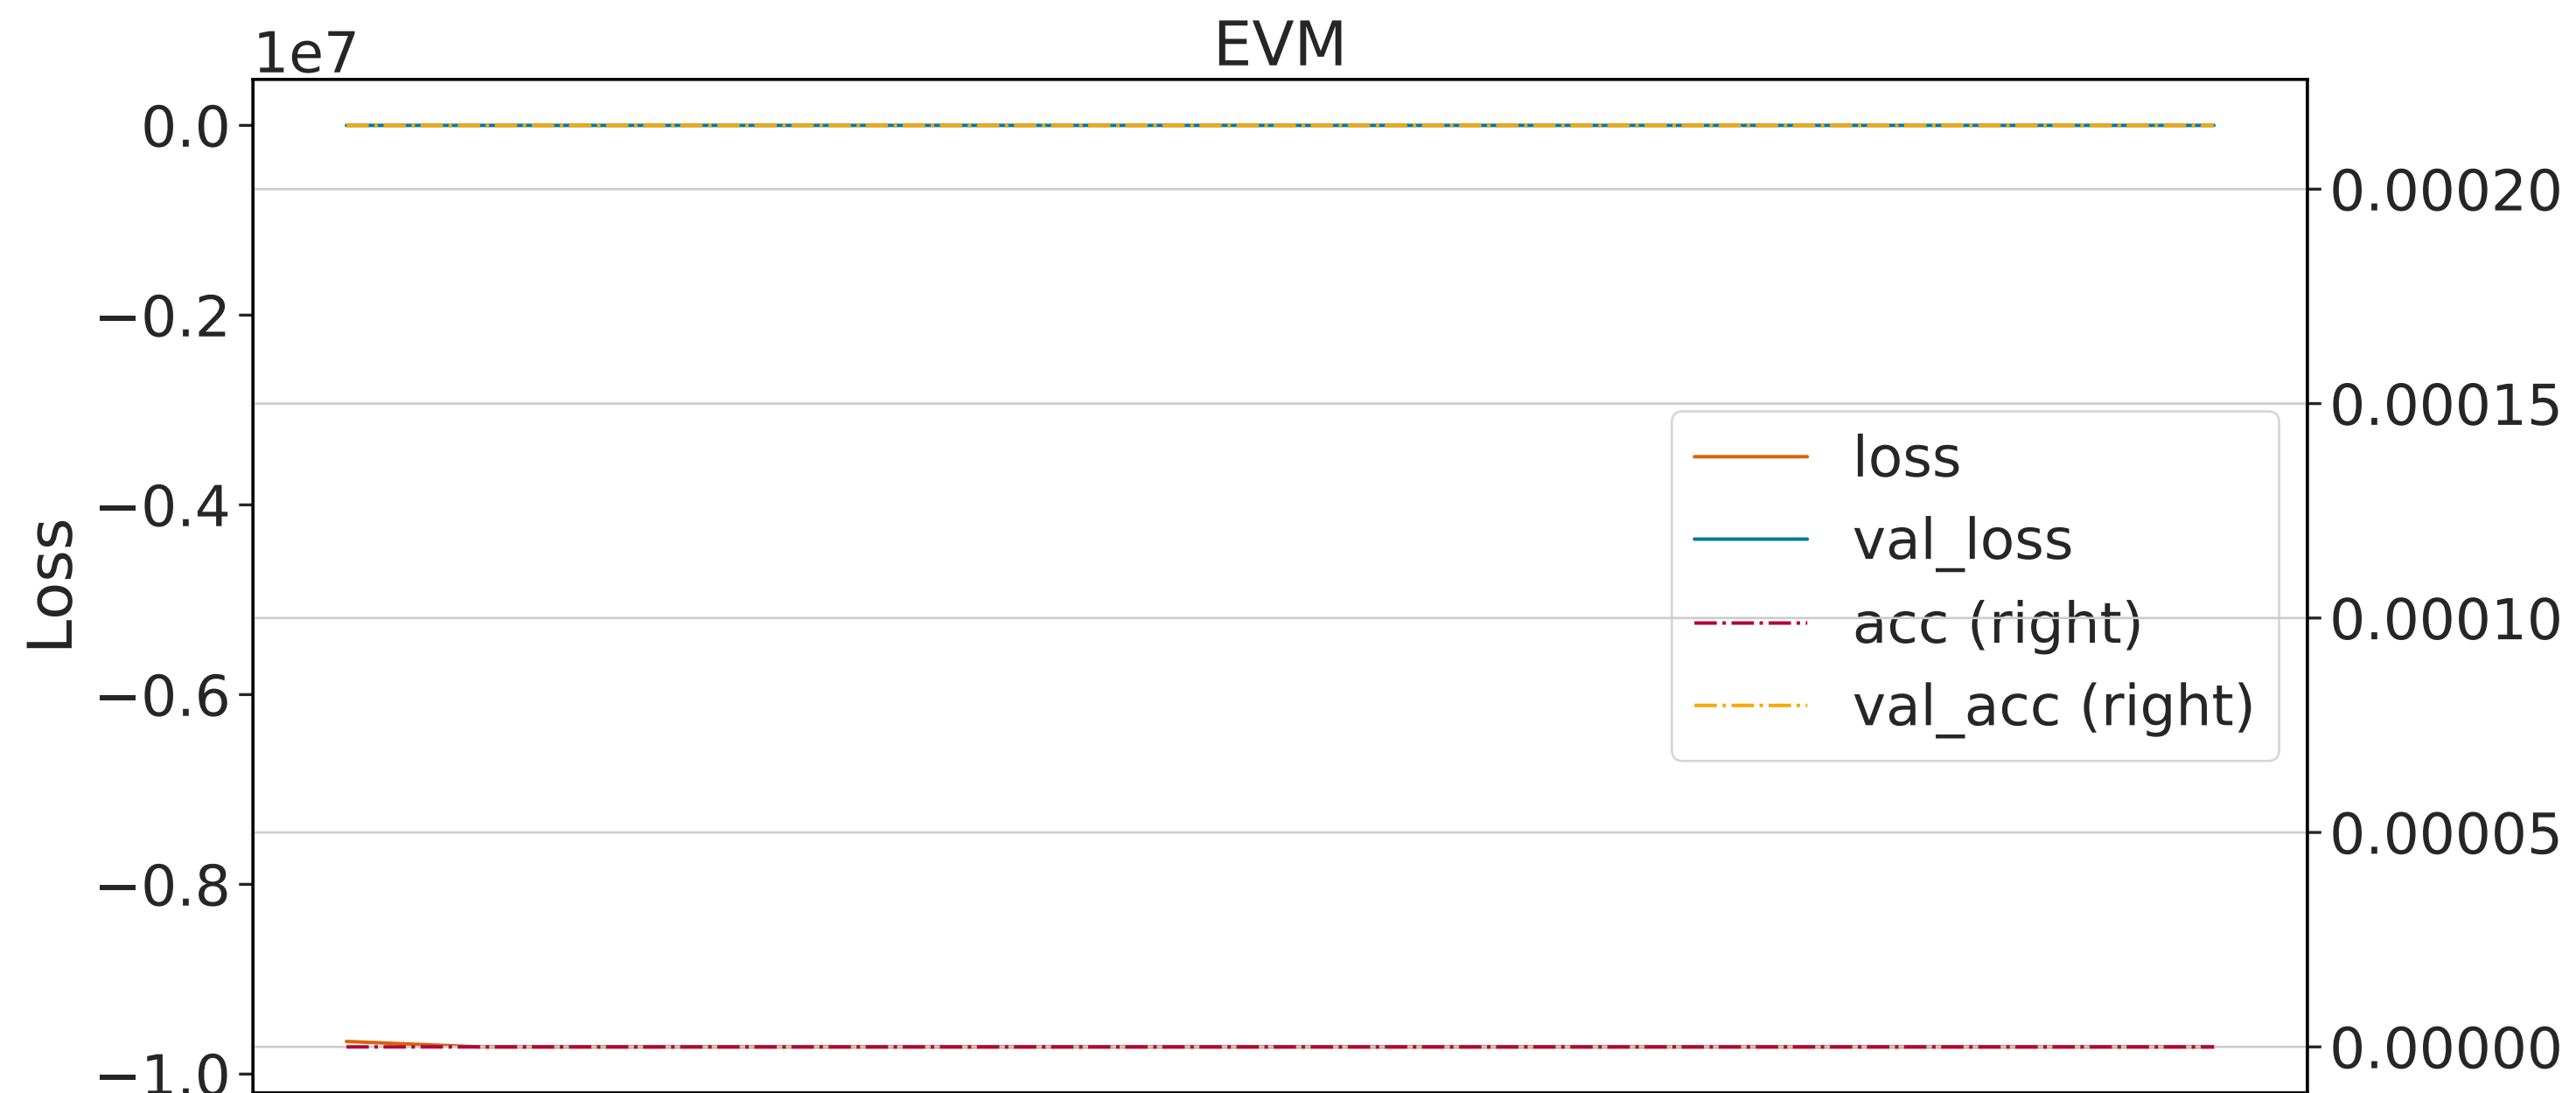 EVM
1e7
0.0
−0.2
−0.4
−0.6
−0.8
−1.0
Loss
0.00020
0.00015
0.00010
0.00005
0.00000
loss
val_loss
acc (right)
val_acc (right)